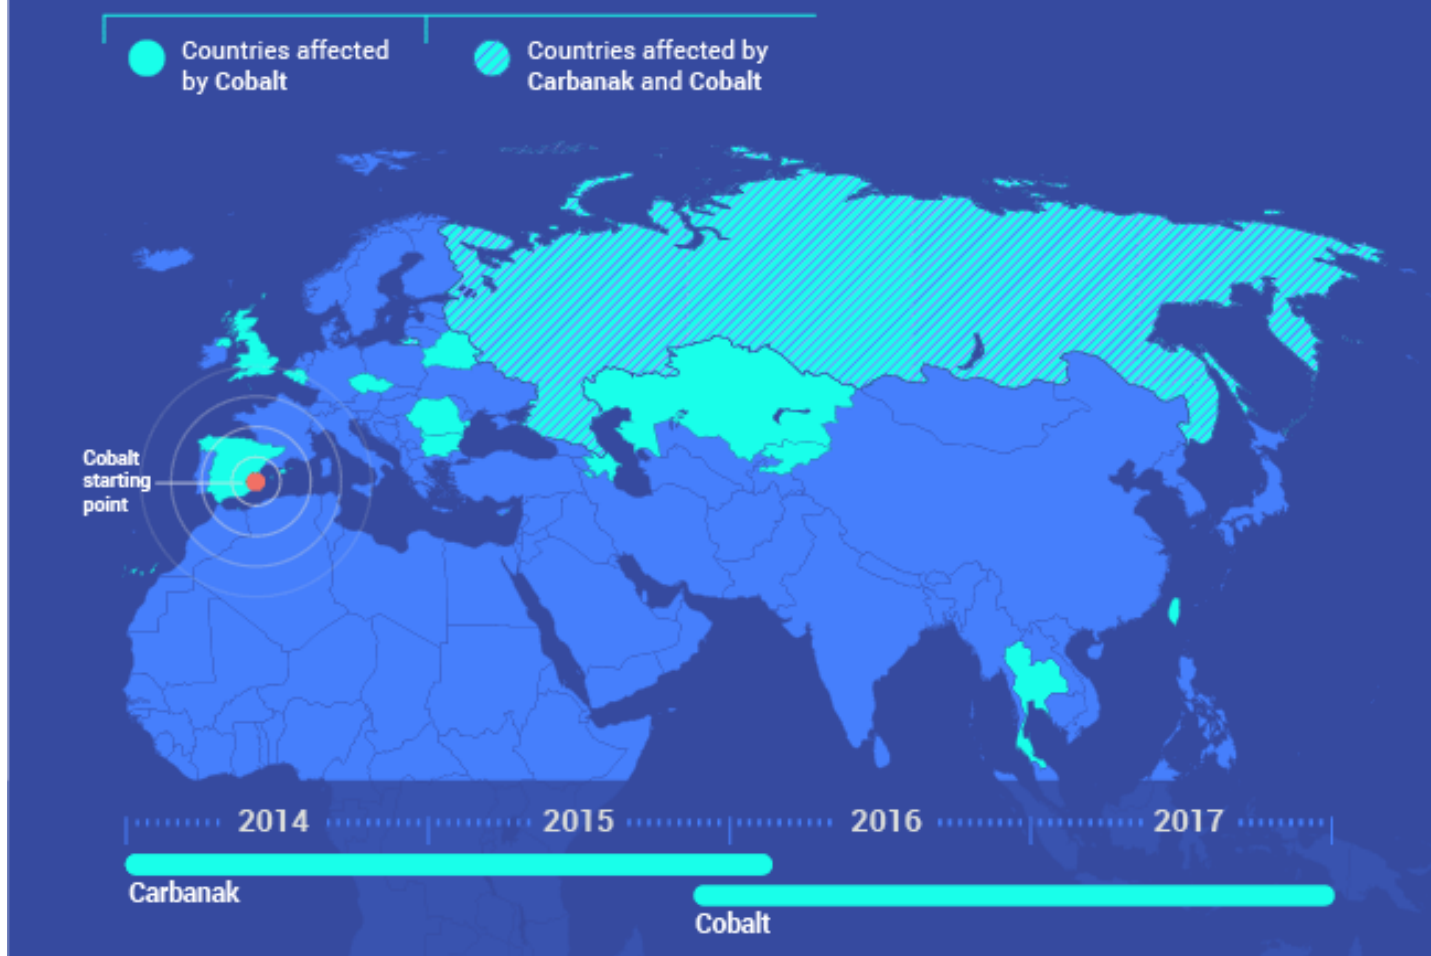 Countries affected
by Cobalt
Countries affected by
Carbanak and Cobalt
Cobalt
starting
point
2014
2015
2016
2017
Carbanak
Cobalt